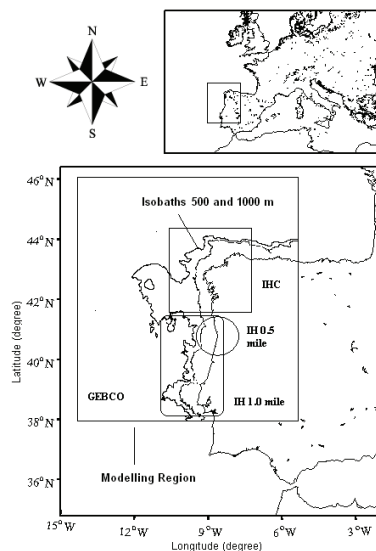 N
W
E
S
46°
44°
42°
40°
38°
36°
Latitude (degree)
Isobaths 500 and 1000 m
IHC
IH 0.5
mile
GEBCO
IH 1.0 mile
Modelling Region
15°W
12°W
9°W
6°W
3°W
Longitude (degree)